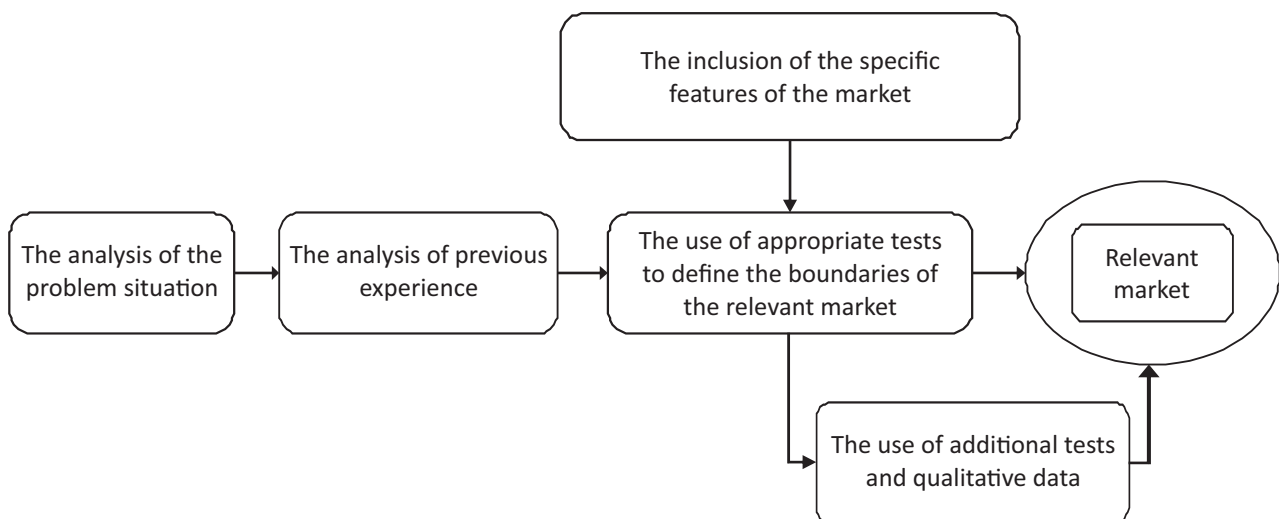 The inclusion of the specific
features of the market
The analysis of the
problem situation
The analysis of previous
experience
The use of appropriate tests
to define the boundaries of
the relevant market
Relevant
market
The use of additional tests
and qualitative data